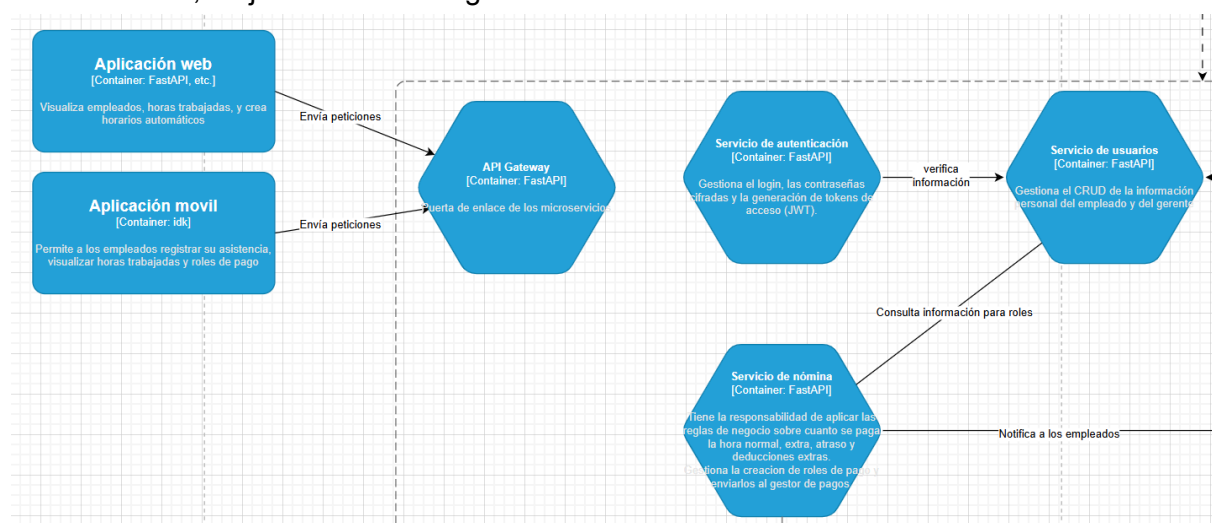 Aplicación web
[Container: FastAPI, etc.]
Visualiza empleados, horas trabajadas, y crea
horarios automáticos
Envía peticiones
Aplicación movil
[Container: idk]
Permite a los empleados registrar su asistencia,
visualizar horas trabajadas y roles de pago
Envía peticiones
API Gateway
[Container: FastAPI]
Puerta de enlace de los microservicios
Servicio de autenticación
[Container: FastAPI]
Gestiona el login, las contraseñas
cifradas y la generación de tokens de
acceso (JWT).
verifica
información
Servicio de usuarios
[Container: FastAPI]
Gestiona el CRUD de la información
personal del empleado y del gerente
Consulta información para roles
Servicio de nómina
[Container: FastAPI]
Tiene la responsabilidad de aplicar las
reglas de negocio sobre cuanto se paga
la hora normal, extra, atraso y
deducciones extras.
Gestiona la creacion de roles de pago y
enviarlos al gestor de pagos
Notifica a los empleados